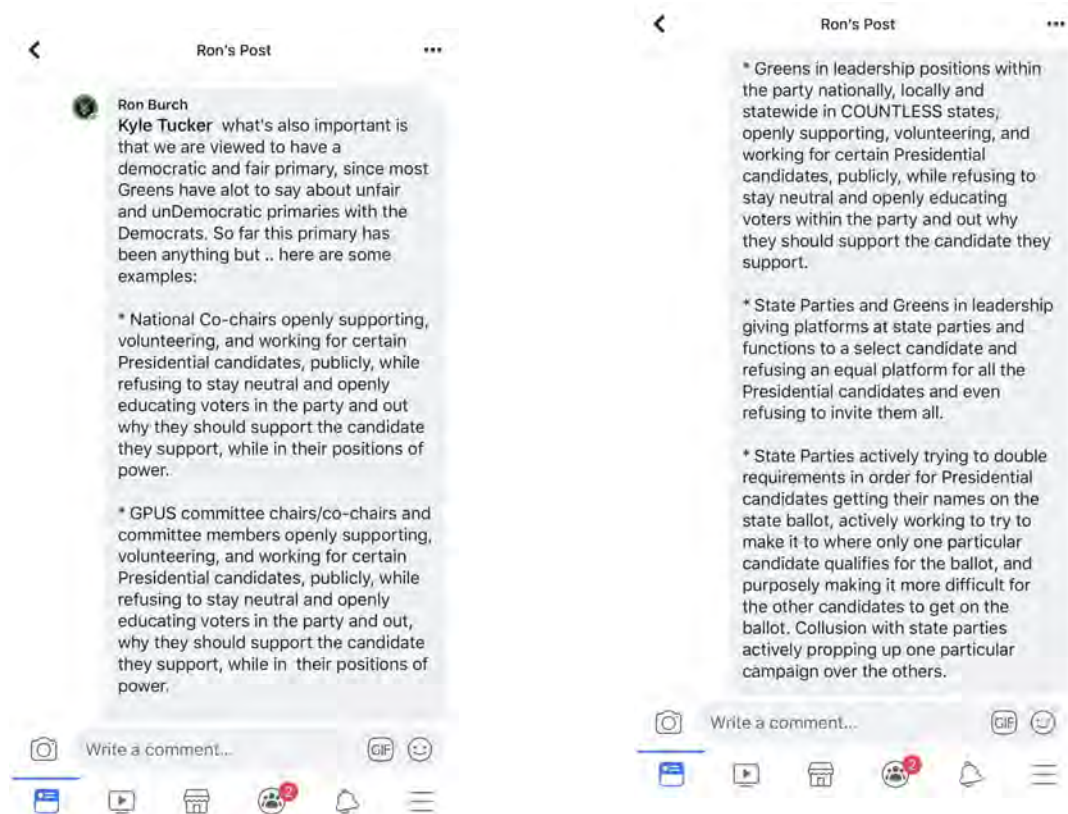 Ron's Post
Ron Burch
Kyle Tucker what's also important is
that we are viewed to have a
democratic and fair primary, since most
Greens have alot to say about unfair
and unDemocratic primaries with the
Democrats. So far this primary has
been anything but .. here are some
examples:
* National Co-chairs openly supporting,
volunteering, and working for certain
Presidential candidates, publicly, while
refusing to stay neutral and openly
educating voters in the party and out
why they should support the candidate
they support, while in their positions of
power.
* GPUS committee chairs/co-chairs and
committee members openly supporting,
volunteering, and working for certain
Presidential candidates, publicly, while
refusing to stay neutral and openly
educating voters in the party and out,
why they should support the candidate
they support, while in their positions of
power.
Write a comment...
GIF
2
Ron's Post
* Greens in leadership positions within
the party nationally, locally and
statewide in COUNTLESS states,
openly supporting, volunteering, and
working for certain Presidential
candidates, publicly, while refusing to
stay neutral and openly educating
voters within the party and out why
they should support the candidate they
support.
* State Parties and Greens in leadership
giving platforms at state parties and
functions to a select candidate and
refusing an equal platform for all the
Presidential candidates and even
refusing to invite them all.
* State Parties actively trying to double
requirements in order for Presidential
candidates getting their names on the
state ballot, actively working to try to
make it to where only one particular
candidate qualifies for the ballot, and
purposely making it more difficult for
the other candidates to get on the
ballot. Collusion with state parties
actively propping up one particular
campaign over the others.
Write a comment...
GIF
2